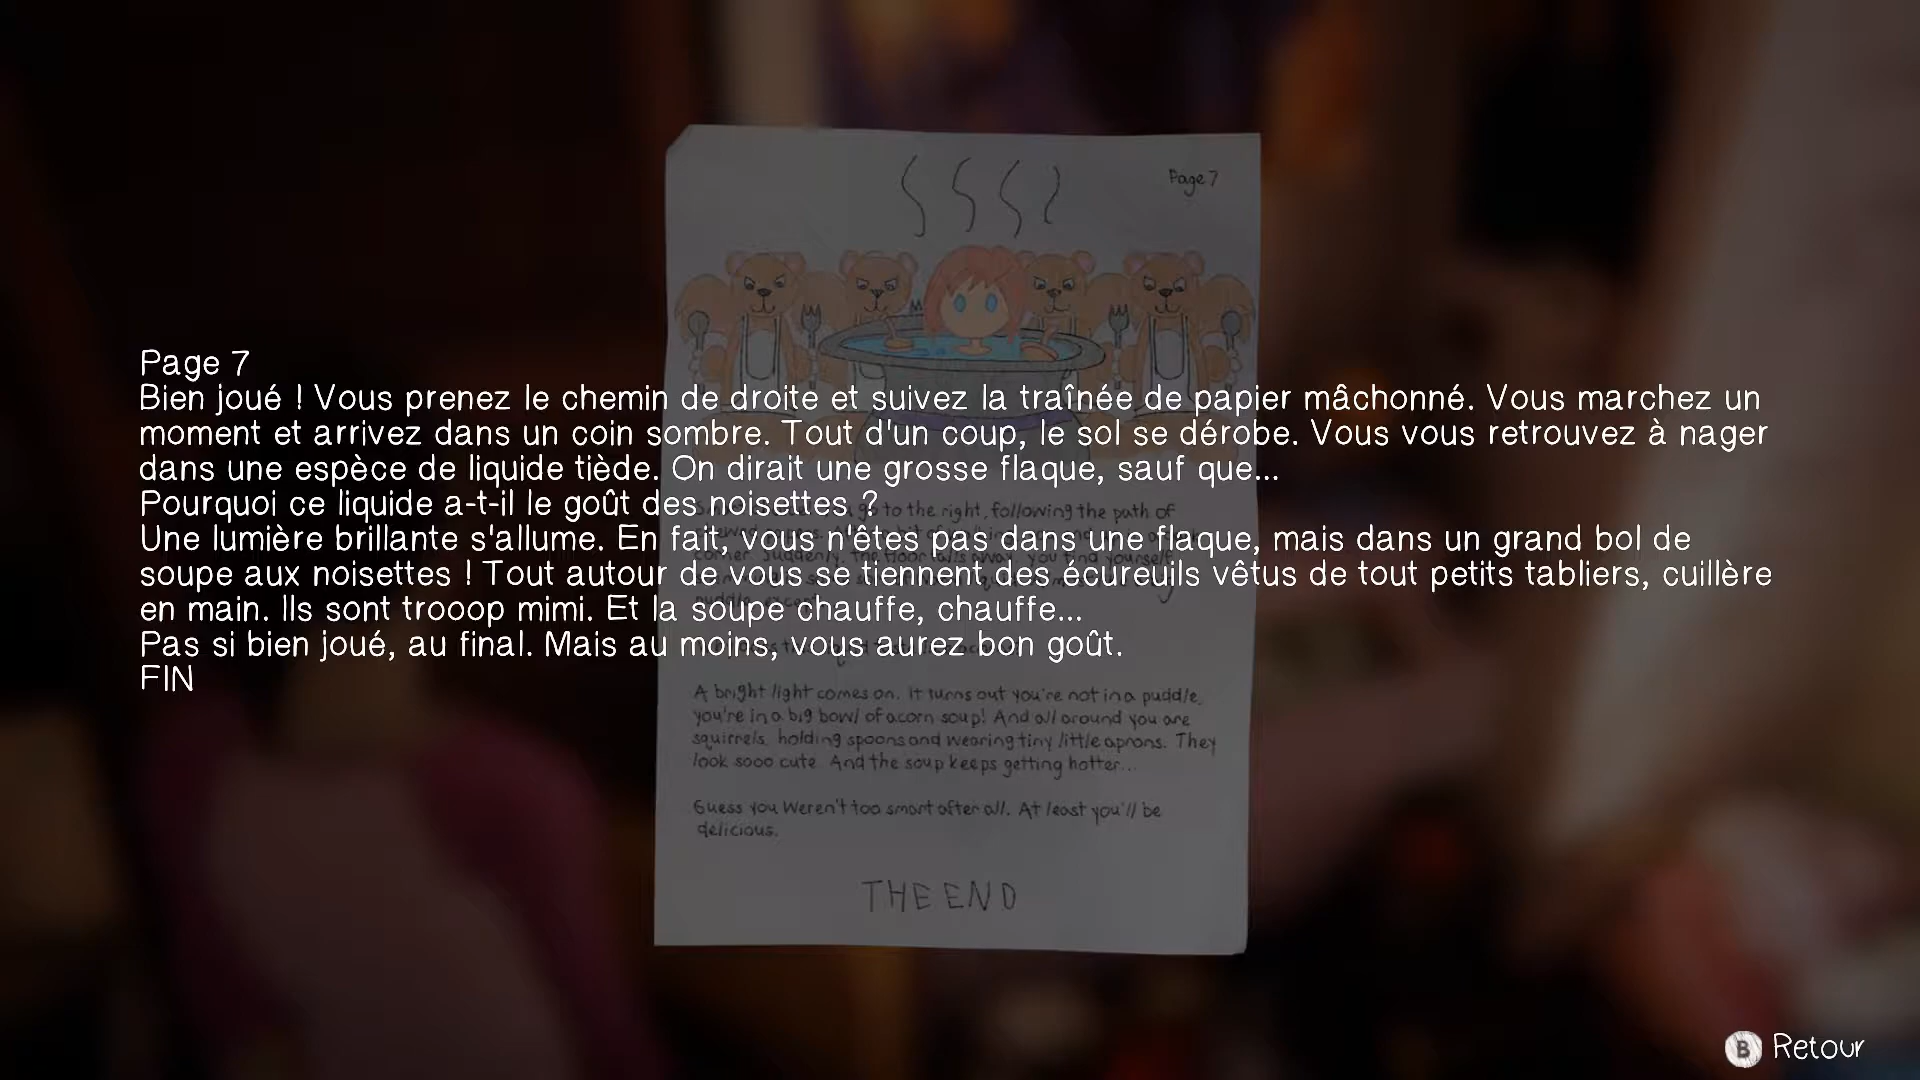 Page 7
Page 7
Bien joué ! Vous prenez le chemin de droite et suivez la traînée de papier mâchonné. Vous marchez un
moment et arrivez dans un coin sombre. Tout d'un coup, le sol se dérobe. Vous vous retrouvez à nager
dans une espèce de liquide tiède. On dirait une grosse flaque, sauf que...
Pourquoi ce liquide a-t-il le goût des noisettes ?
Une lumière brillante s'allume. En fait, vous n'êtes pas dans une flaque, mais dans un grand bol de
soupe aux noisettes ! Tout autour de vous se tiennent des écureuils vêtus de tout petits tabliers, cuillère
en main. Ils sont trooop mimi. Et la soupe chauffe, chauffe...
Pas si bien joué, au final. Mais au moins, vous aurez bon goût.
FIN
go to the right, following the path of
A bright light comes on. It turns out you're not in a puddle,
you're in a big bowl of acorn soup! And all around you are
squirrels, holding spoons and wearing tiny little aprons. They
look sooo cute. And the soup keeps getting hotter...
Guess you weren't too smart after all. At least you'll be
delicious.
THE END
B Retour